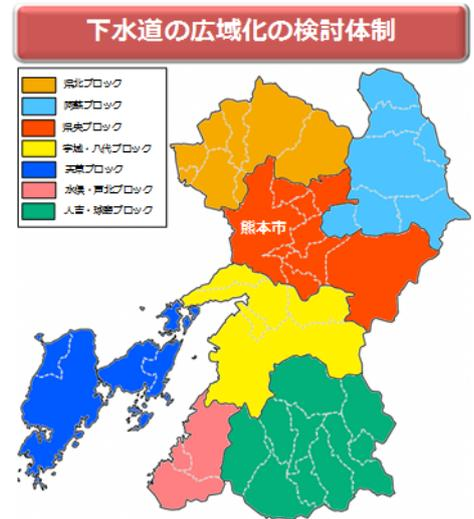 下水道の広域化の検討体制
県北ブロック
阿蘇ブロック
県央ブロック
宇城・八代ブロック
天草ブロック
水俣・芦北ブロック
人吉・球磨ブロック
熊本市